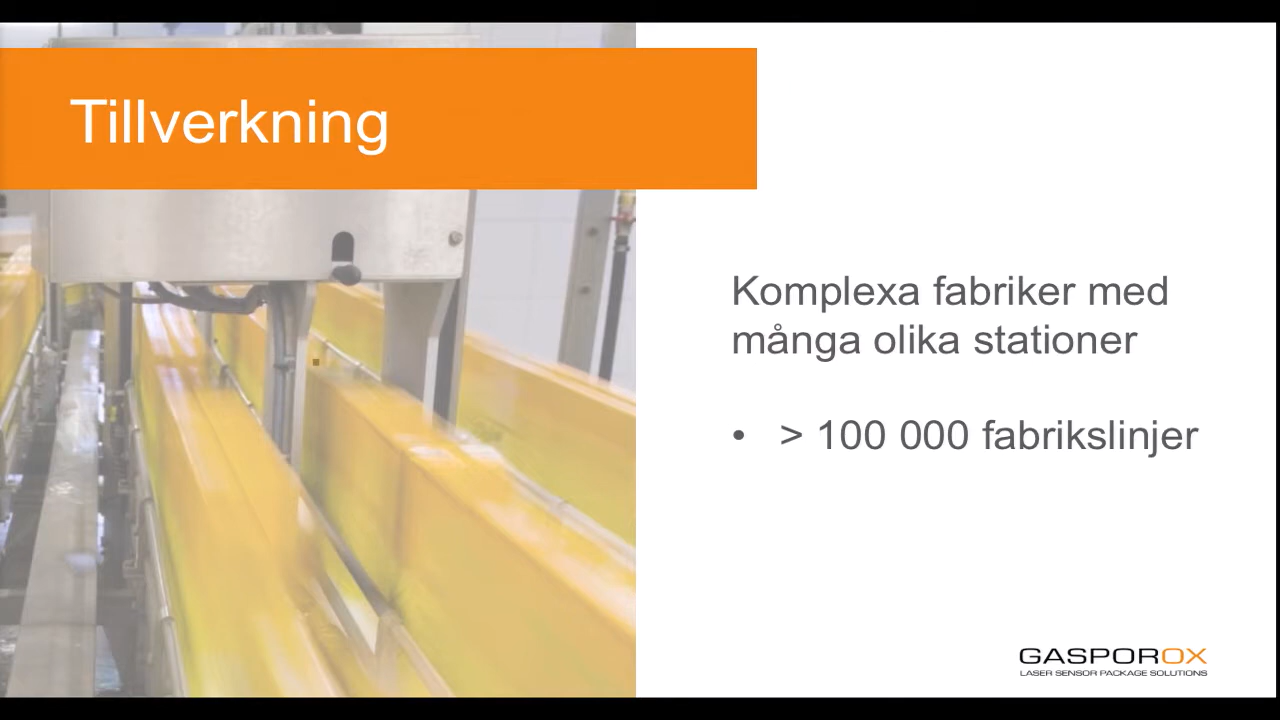 Tillverkning
Komplexa fabriker med
många olika stationer
• > 100 000 fabrikslinjer
GASPOROX
LASER SENSOR PACKAGE SOLUTIONS